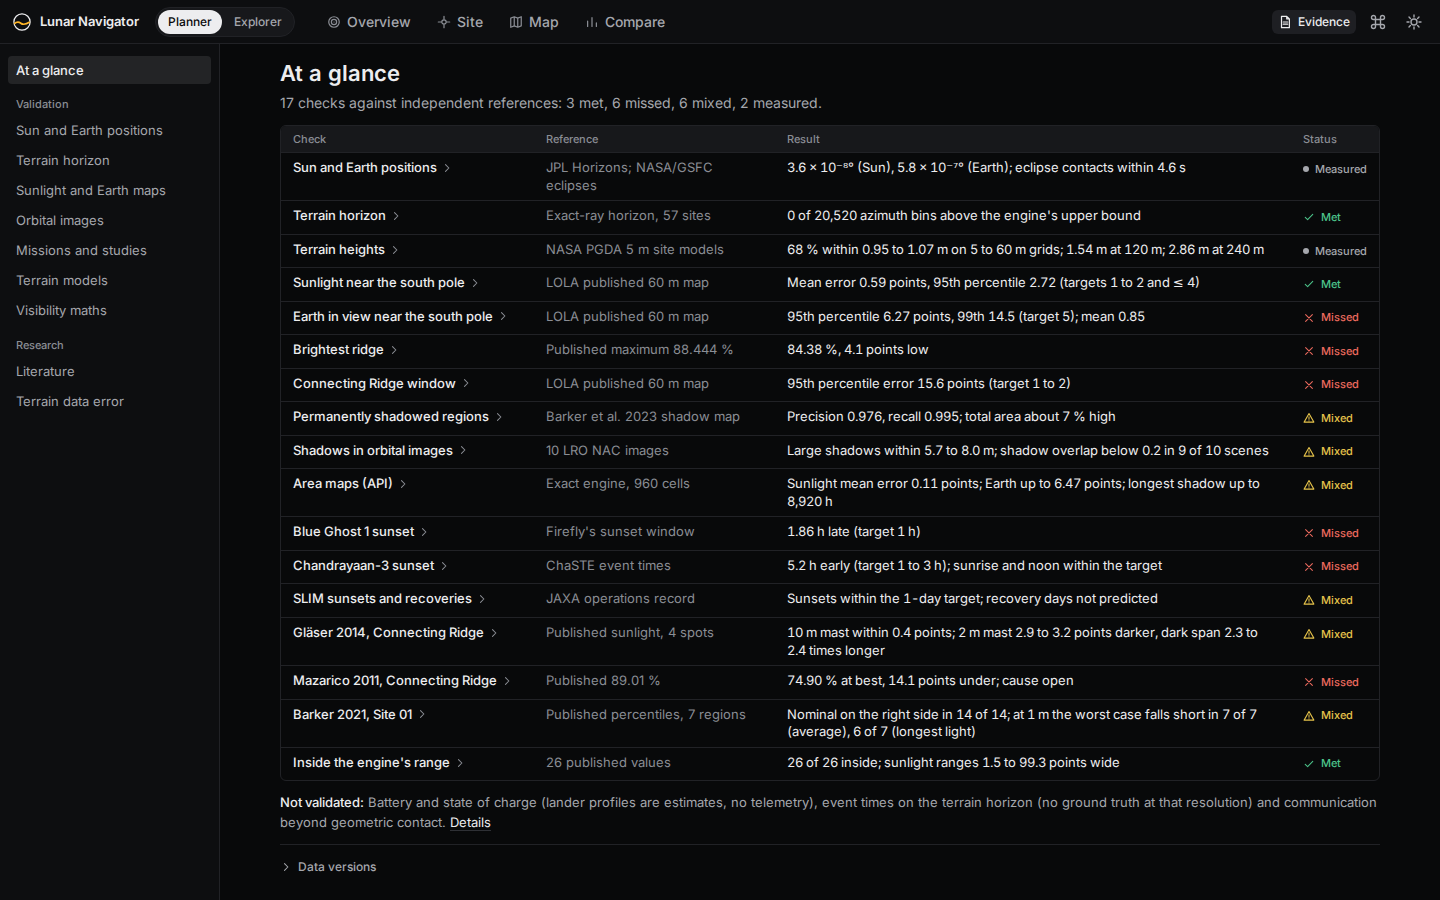 Lunar Navigator
Planner
Explorer
Overview
Site
Map
Compare
Evidence
At a glance
Validation
Sun and Earth positions
Terrain horizon
Sunlight and Earth maps
Orbital images
Missions and studies
Terrain models
Visibility maths
Research
Literature
Terrain data error
At a glance
17 checks against independent references: 3 met, 6 missed, 6 mixed, 2 measured.
Check Reference Result Status
Sun and Earth positions JPL Horizons; NASA/GSFC 3.6 × 10⁻⁸° (Sun), 5.8 × 10⁻⁷° (Earth); eclipse contacts within 4.6 s Measured
eclipses
Terrain horizon Exact-ray horizon, 57 sites 0 of 20,520 azimuth bins above the engine's upper bound Met
Terrain heights NASA PGDA 5 m site models 68 % within 0.95 to 1.07 m on 5 to 60 m grids; 1.54 m at 120 m; 2.86 m at 240 m Measured
Sunlight near the south pole LOLA published 60 m map Mean error 0.59 points, 95th percentile 2.72 (targets 1 to 2 and ≤ 4) Met
Earth in view near the south pole LOLA published 60 m map 95th percentile 6.27 points, 99th 14.5 (target 5); mean 0.85 Missed
Brightest ridge Published maximum 88.444 % 84.38 %, 4.1 points low Missed
Connecting Ridge window LOLA published 60 m map 95th percentile error 15.6 points (target 1 to 2) Missed
Permanently shadowed regions Barker et al. 2023 shadow map Precision 0.976, recall 0.995; total area about 7 % high Mixed
Shadows in orbital images 10 LRO NAC images Large shadows within 5.7 to 8.0 m; shadow overlap below 0.2 in 9 of 10 scenes Mixed
Area maps (API) Exact engine, 960 cells Sunlight mean error 0.11 points; Earth up to 6.47 points; longest shadow up to Mixed
8,920 h
Blue Ghost 1 sunset Firefly's sunset window 1.86 h late (target 1 h) Missed
Chandrayaan-3 sunset ChaSTE event times 5.2 h early (target 1 to 3 h); sunrise and noon within the target Missed
SLIM sunsets and recoveries JAXA operations record Sunsets within the 1-day target; recovery days not predicted Mixed
Gläser 2014, Connecting Ridge Published sunlight, 4 spots 10 m mast within 0.4 points; 2 m mast 2.9 to 3.2 points darker, dark span 2.3 to Mixed
2.4 times longer
Mazarico 2011, Connecting Ridge Published 89.01 % 74.90 % at best, 14.1 points under; cause open Missed
Barker 2021, Site 01 Published percentiles, 7 regions Nominal on the right side in 14 of 14; at 1 m the worst case falls short in 7 of 7 Mixed
(average), 6 of 7 (longest light)
Inside the engine's range 26 published values 26 of 26 inside; sunlight ranges 1.5 to 99.3 points wide Met
Not validated: Battery and state of charge (lander profiles are estimates, no telemetry), event times on the terrain horizon (no ground truth at that resolution) and communication
beyond geometric contact. Details
Data versions